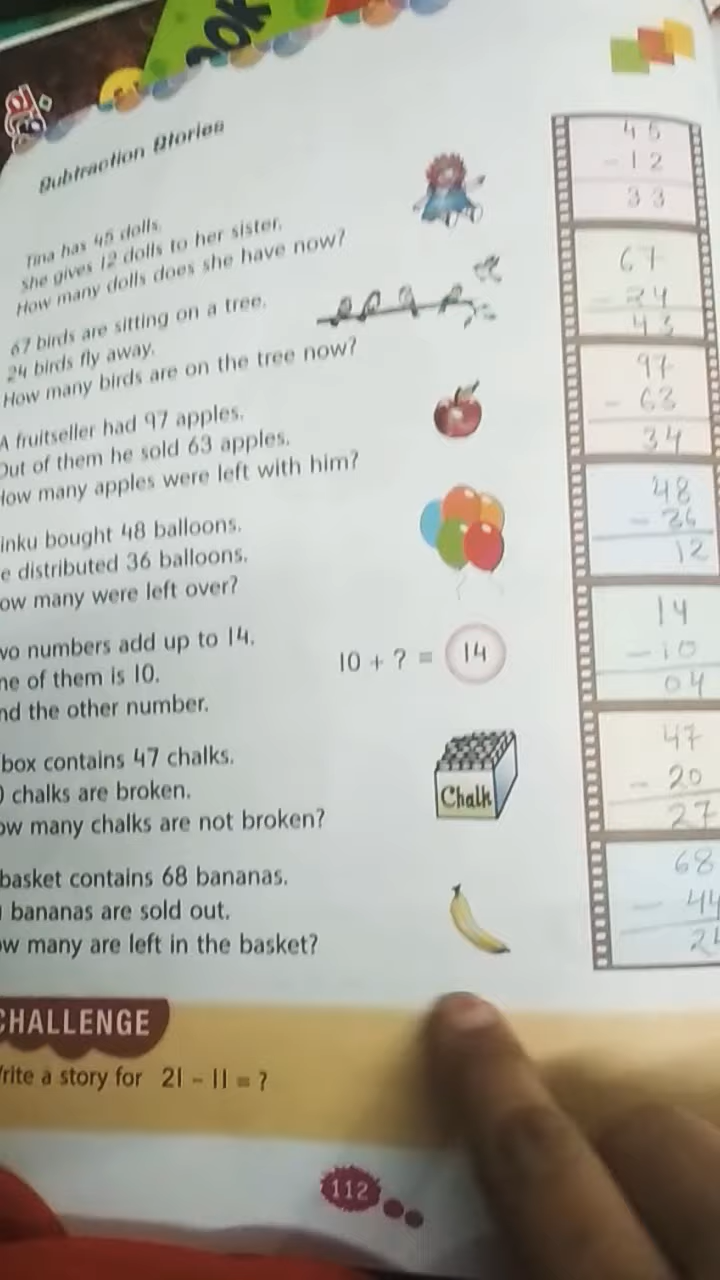 Subtraction Stories
Tina has 45 dolls.
She gives 12 dolls to her sister.
How many dolls does she have now?
45
- 12
33
67 birds are sitting on a tree.
24 birds fly away.
How many birds are on the tree now?
67
- 24
43
A fruitseller had 97 apples.
Out of them he sold 63 apples.
How many apples were left with him?
97
- 63
34
inku bought 48 balloons.
e distributed 36 balloons.
ow many were left over?
48
- 36
12
wo numbers add up to 14.
ne of them is 10.
nd the other number.
10 + ? = 14
14
- 10
04
box contains 47 chalks.
chalks are broken.
ow many chalks are not broken?
Chalk
47
- 20
27
basket contains 68 bananas.
bananas are sold out.
ow many are left in the basket?
68
- 44
24
CHALLENGE
Write a story for 21 - 11 = ?
112